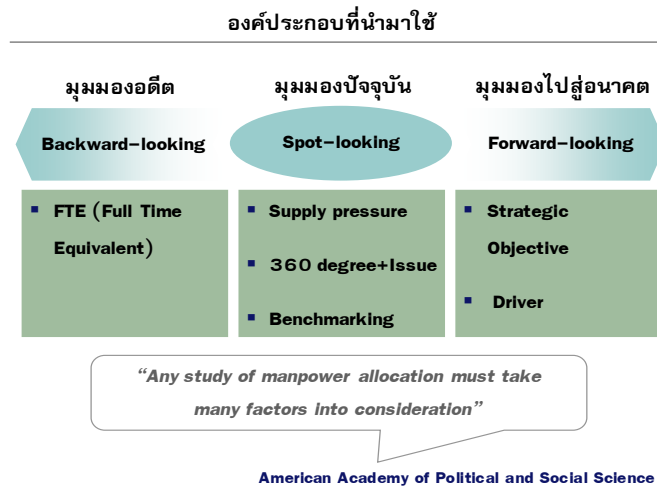 องค์ประกอบที่นำมาใช้
มุมมองอดีต
มุมมองปัจจุบัน
มุมมองไปสู่อนาคต
Backward-looking
Spot-looking
Forward-looking
▪ FTE (Full Time
Equivalent)
▪ Supply pressure
▪ 360 degree+Issue
▪ Benchmarking
▪ Strategic
Objective
▪ Driver
“Any study of manpower allocation must take
many factors into consideration”
American Academy of Political and Social Science